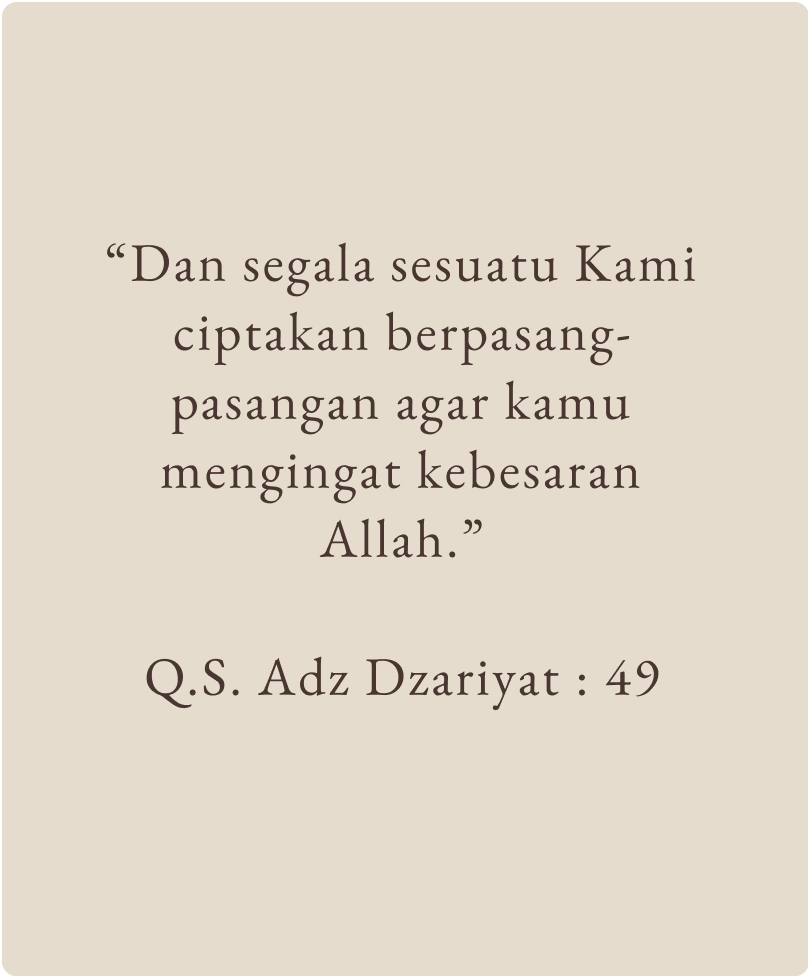 “Dan segala sesuatu Kami
ciptakan berpasang-
pasangan agar kamu
mengingat kebesaran
Allah.”
Q.S. Adz Dzariyat : 49